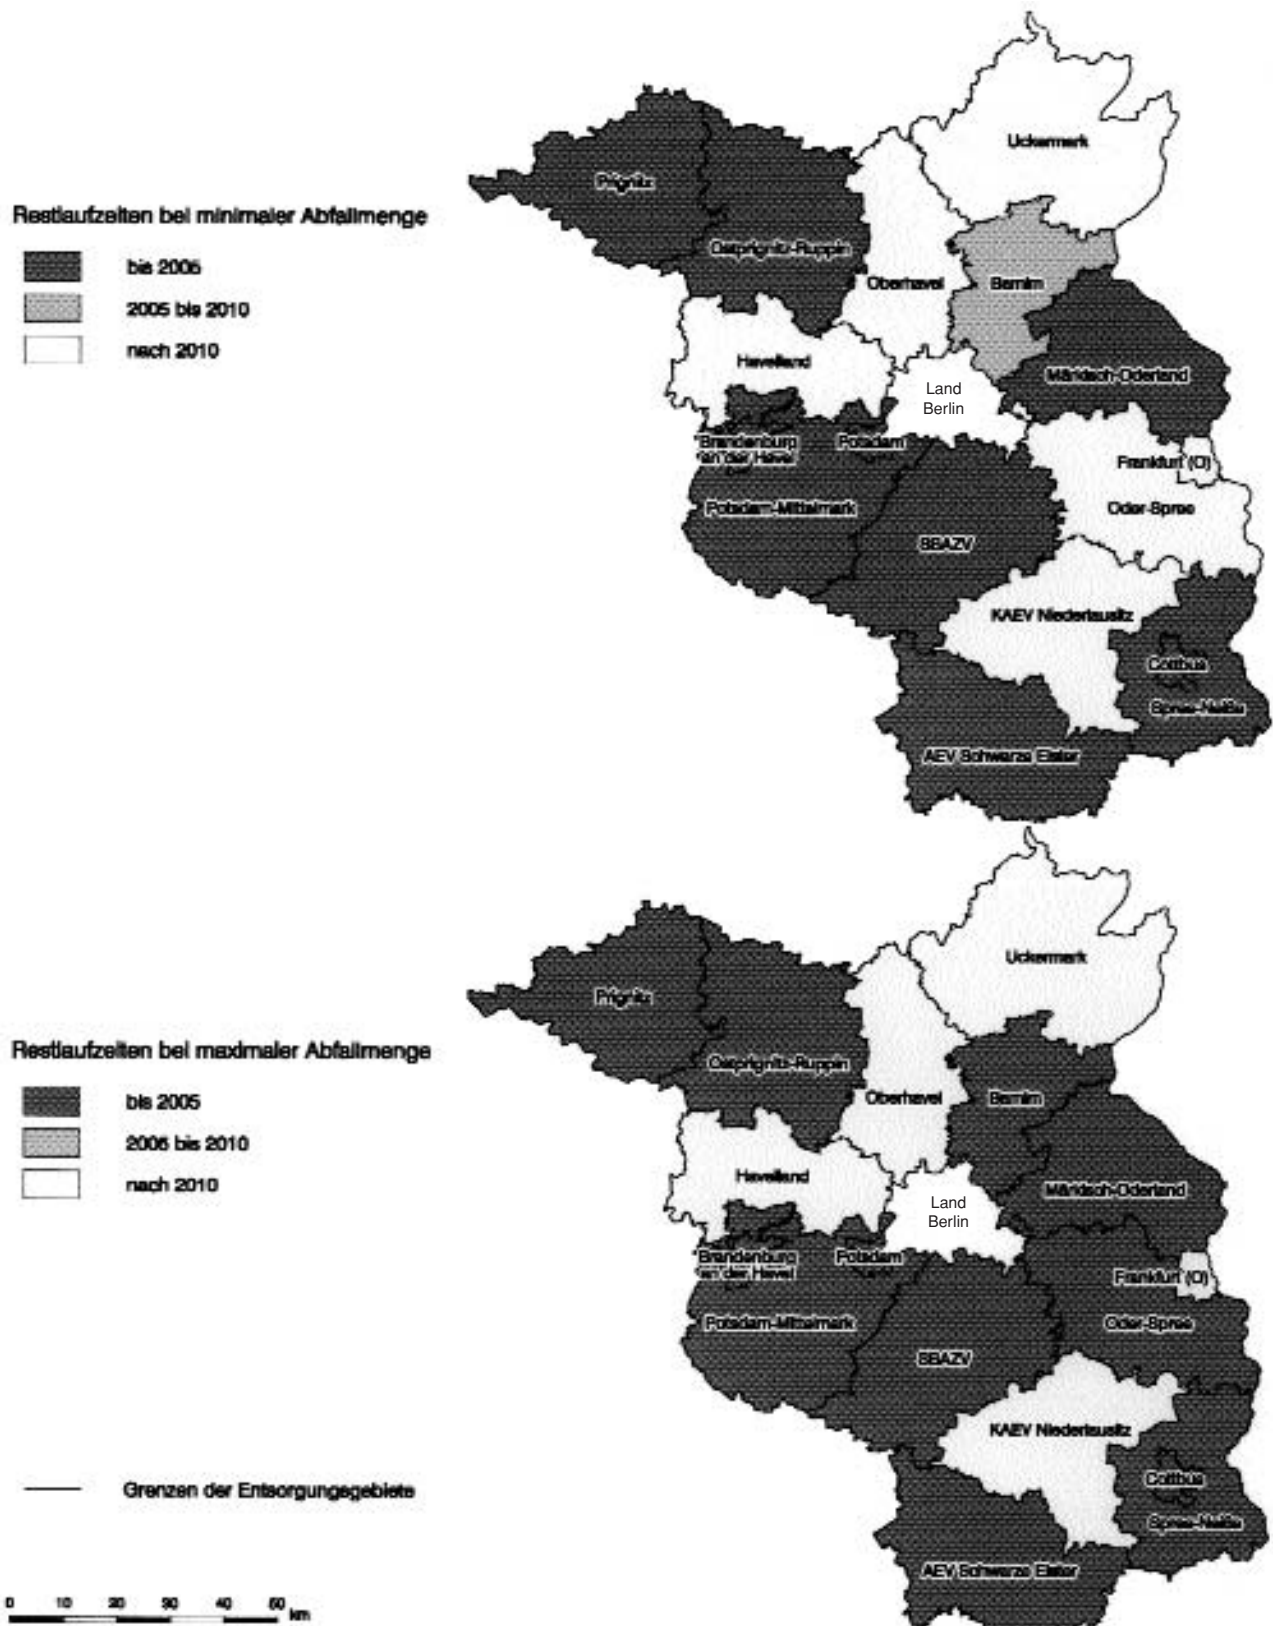 Uckermark
Prignitz
Restlaufzeiten bei minimaler Abfallmenge
Ostprignitz-Ruppin
bis 2005
Oberhavel
Barnim
2005 bis 2010
nach 2010
Havelland
Märkisch-Oderland
Land
Berlin
Brandenburg
an der Havel
Potsdam
Frankfurt (O)
Potsdam-Mittelmark
Oder-Spree
SBAZV
KAEV Niederlausitz
Cottbus
Spree-Neiße
AEV Schwarze Elster
Uckermark
Prignitz
Restlaufzeiten bei maximaler Abfallmenge
Ostprignitz-Ruppin
bis 2005
Oberhavel
Barnim
2006 bis 2010
nach 2010
Havelland
Märkisch-Oderland
Land
Berlin
Brandenburg
an der Havel
Potsdam
Frankfurt (O)
Potsdam-Mittelmark
Oder-Spree
SBAZV
KAEV Niederlausitz
Grenzen der Entsorgungsgebiete
Cottbus
Spree-Neiße
AEV Schwarze Elster
0 10 20 30 40 50 km